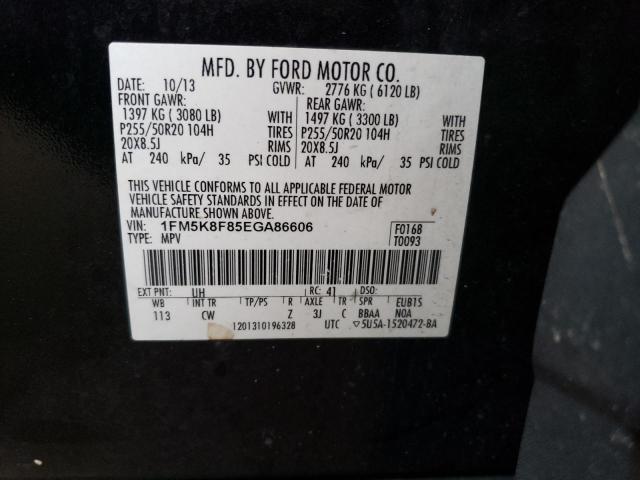 MFD. BY FORD MOTOR CO.
DATE: 10/13 GVWR: 2776 KG ( 6120 LB)
FRONT GAWR: REAR GAWR:
1397 KG ( 3080 LB) WITH 1497 KG ( 3300 LB) WITH
P255/50R20 104H TIRES P255/50R20 104H TIRES
20X8.5J RIMS 20X8.5J RIMS
AT 240 kPa/ 35 PSI COLD AT 240 kPa/ 35 PSI COLD
THIS VEHICLE CONFORMS TO ALL APPLICABLE FEDERAL MOTOR
VEHICLE SAFETY STANDARDS IN EFFECT ON THE DATE OF
MANUFACTURE SHOWN ABOVE.
VIN: 1FM5K8F85EGA86606 F0168
TYPE: MPV T0093
EXT PNT: UH RC: 41 DSO:
WB INT TR TP/PS R AXLE TR SPR EUB1S
113 CW Z 3J C BBAA NOA
1201310196328 UTC ▽5U5A-1520472-BA